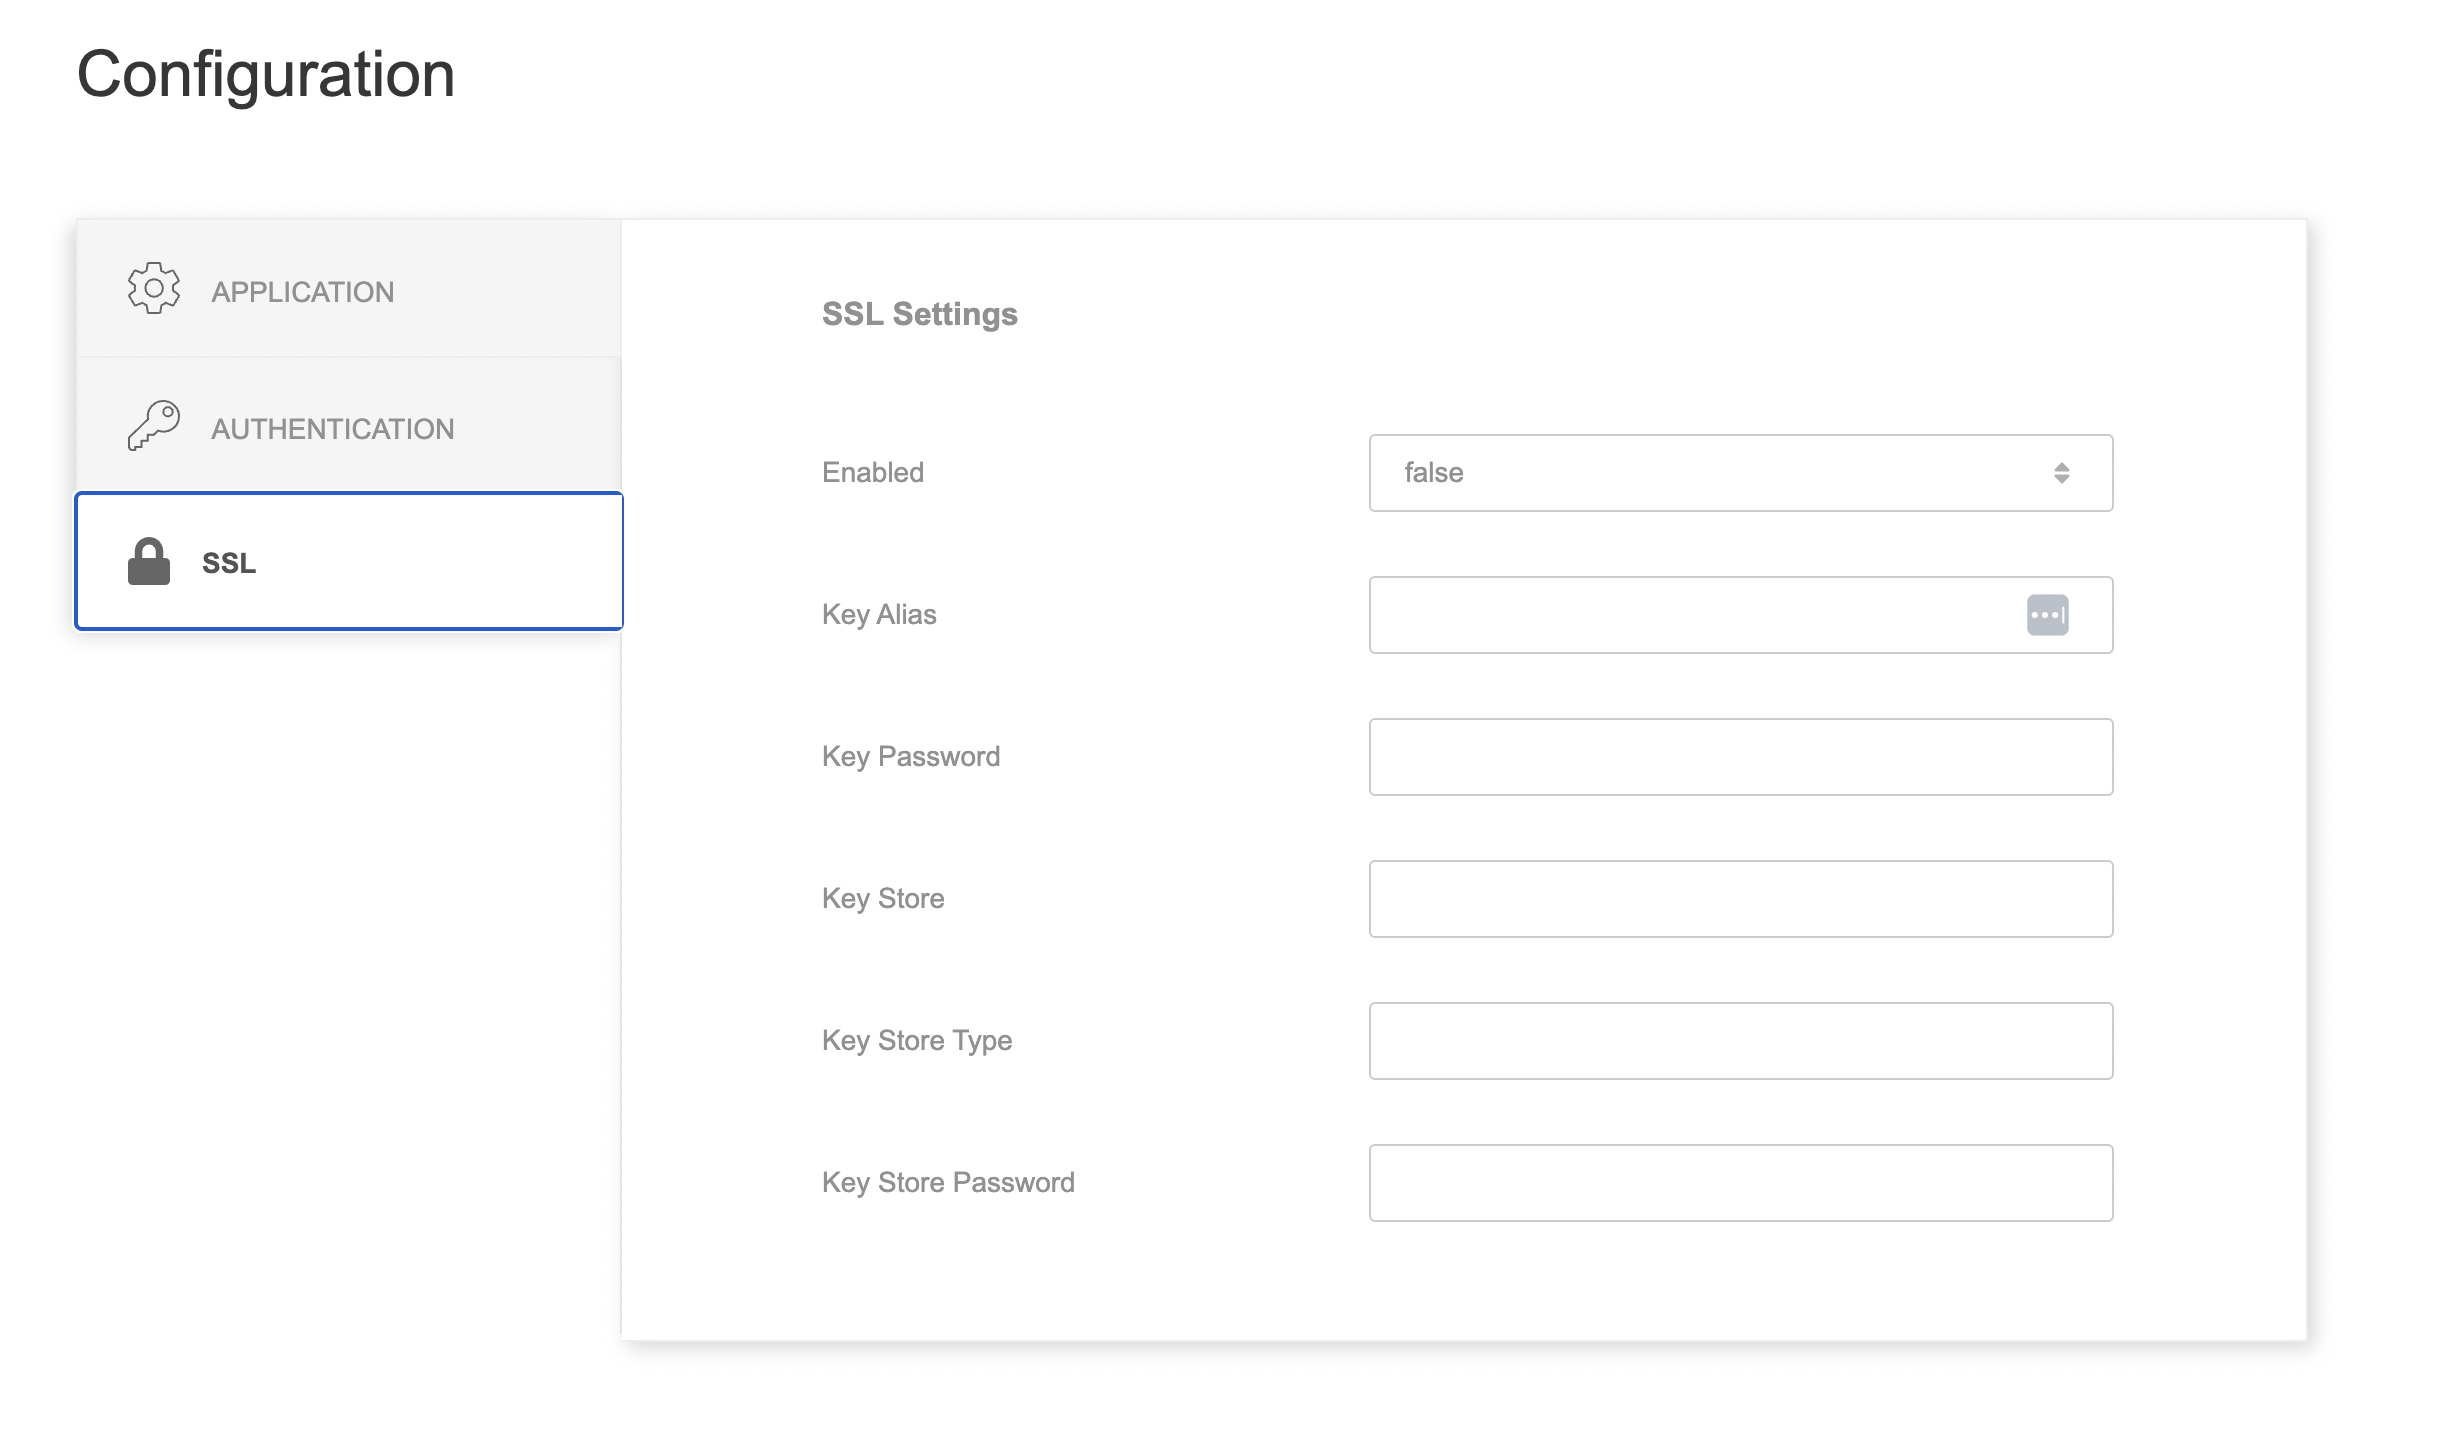 Configuration
APPLICATION
AUTHENTICATION
SSL
SSL Settings
Enabled
false
Key Alias
Key Password
Key Store
Key Store Type
Key Store Password